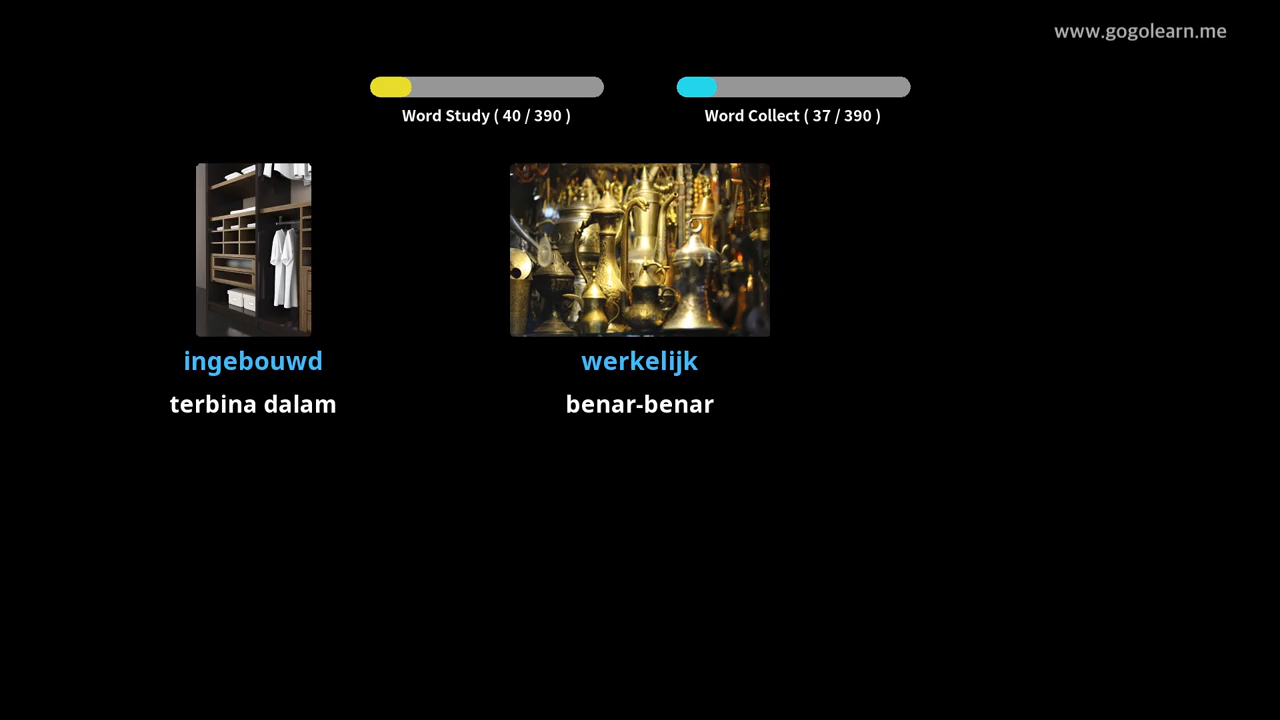 www.gogolearn.me
Word Study ( 40 / 390 )
Word Collect ( 37 / 390 )
ingebouwd
werkelijk
terbina dalam
benar-benar